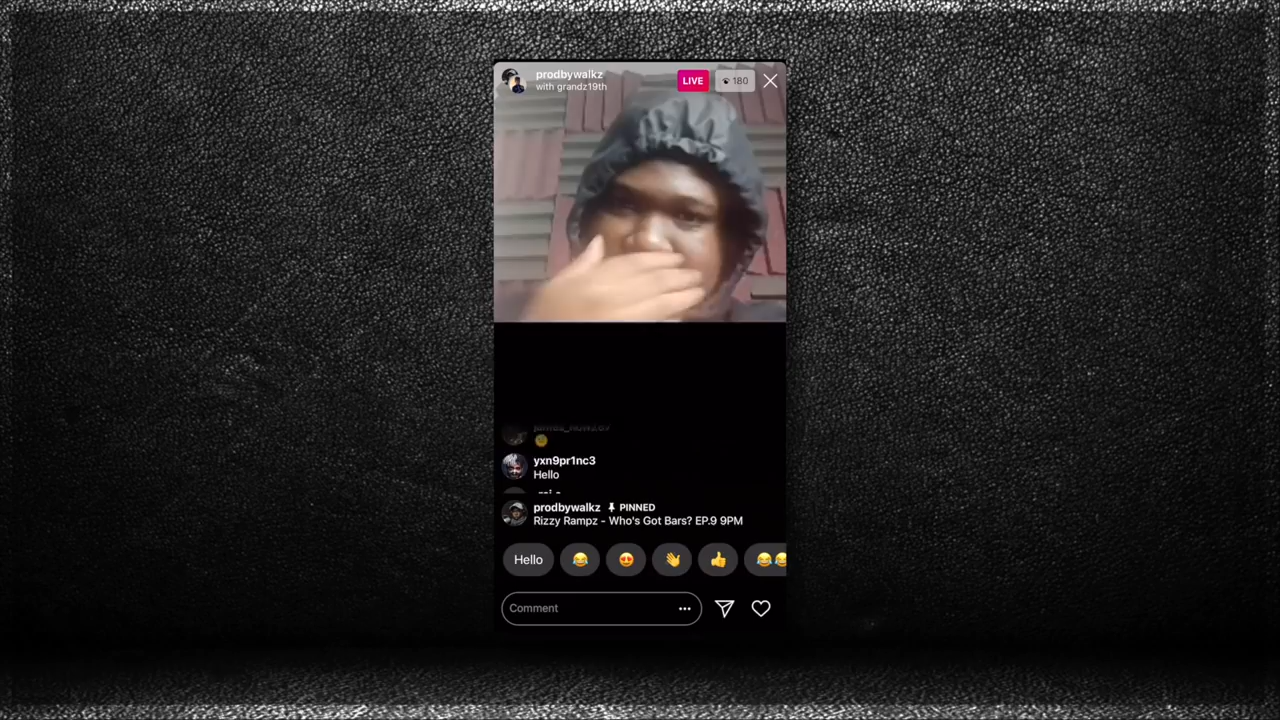 prodbywalkz
with grandz19th
LIVE
180
yxn9pr1nc3
Hello
prodbywalkz PINNED
Rizzy Rampz - Who's Got Bars? EP.9 9PM
Hello
Comment